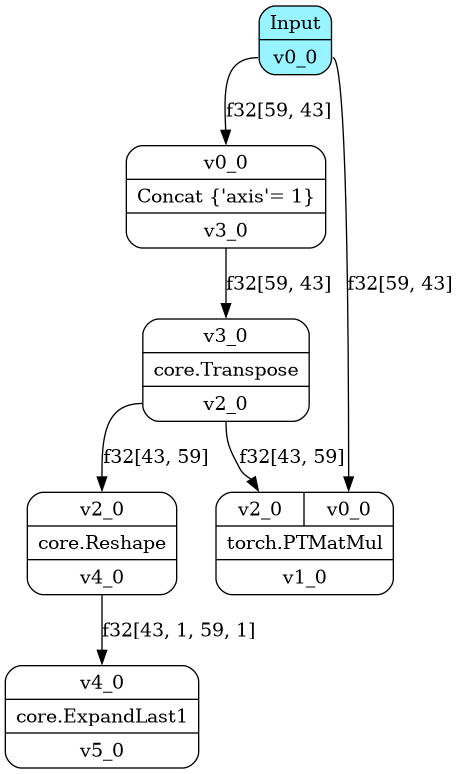 Input
v0_0
f32[59, 43]
v0_0
Concat {'axis'= 1}
v3_0
f32[59, 43]
f32[59, 43]
v3_0
core.Transpose
v2_0
f32[43, 59]
f32[43, 59]
v2_0
core.Reshape
v4_0
v2_0
v0_0
torch.PTMatMul
v1_0
f32[43, 1, 59, 1]
v4_0
core.ExpandLast1
v5_0